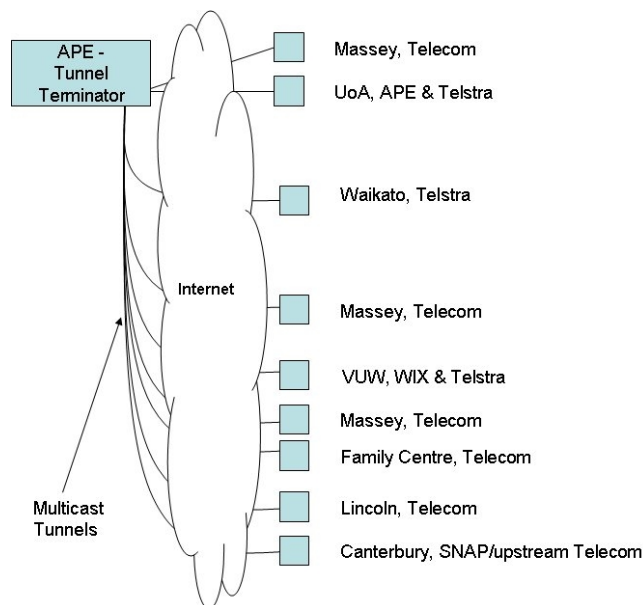 APE -
Tunnel
Terminator
Massey, Telecom
UoA, APE & Telstra
Waikato, Telstra
Internet
Massey, Telecom
VUW, WIX & Telstra
Massey, Telecom
Family Centre, Telecom
Multicast
Tunnels
Lincoln, Telecom
Canterbury, SNAP/upstream Telecom